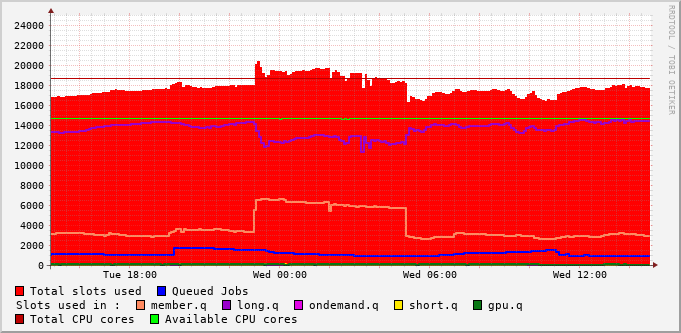 24000
22000
20000
18000
16000
14000
12000
10000
8000
6000
4000
2000
0
Tue 18:00 Wed 00:00 Wed 06:00 Wed 12:00
Total slots used Queued Jobs
Slots used in : member.q long.q ondemand.q short.q gpu.q
Total CPU cores Available CPU cores
RRDTOOL / TOBI OETIKER